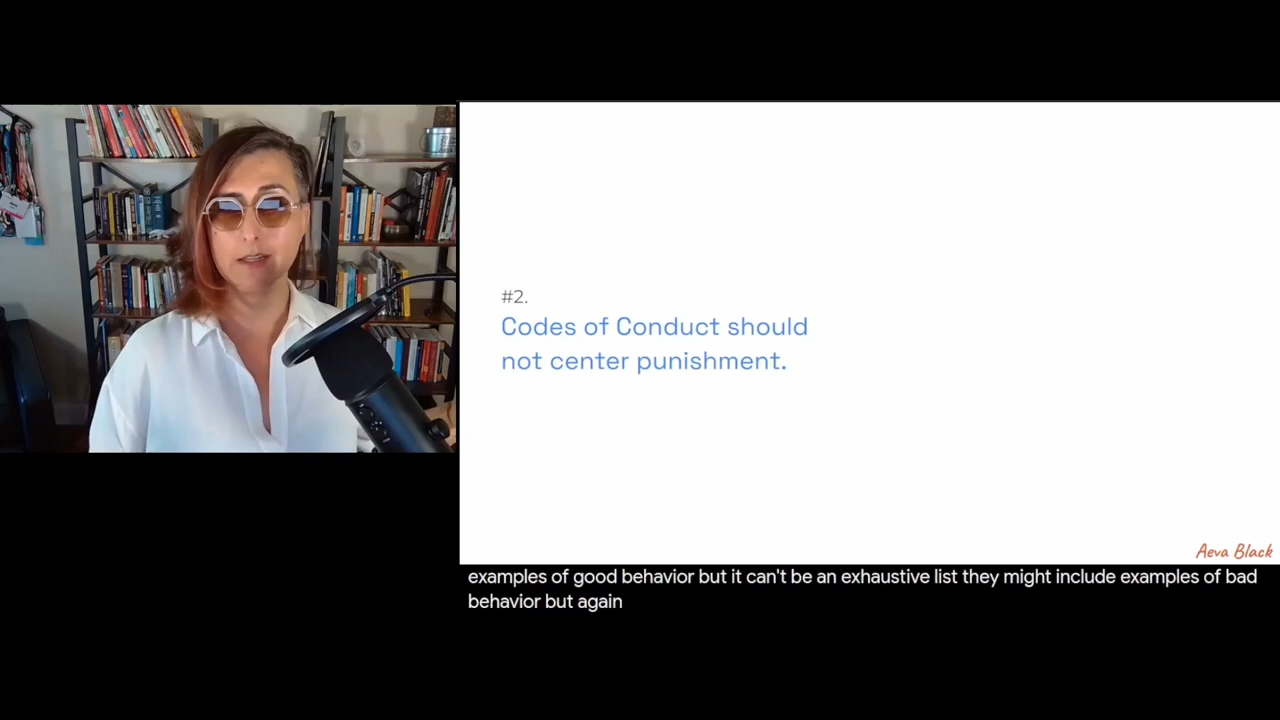 #2.
Codes of Conduct should
not center punishment.
Aeva Black
examples of good behavior but it can't be an exhaustive list they might include examples of bad
behavior but again